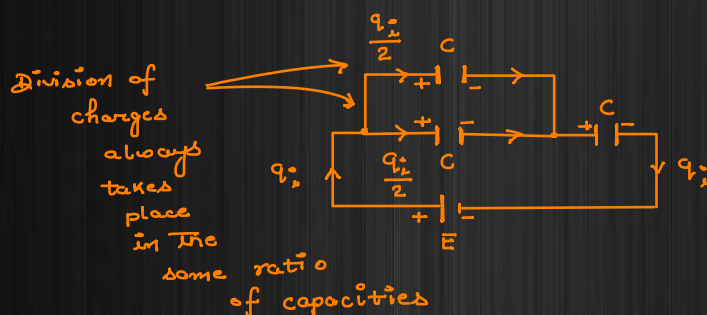 Division of
charges
always
takes
place
in the
same ratio
of capacities
qᵢ/2
C
+ -
+ -
C
qᵢ/2
C
+ -
qᵢ
qᵢ
+ -
E